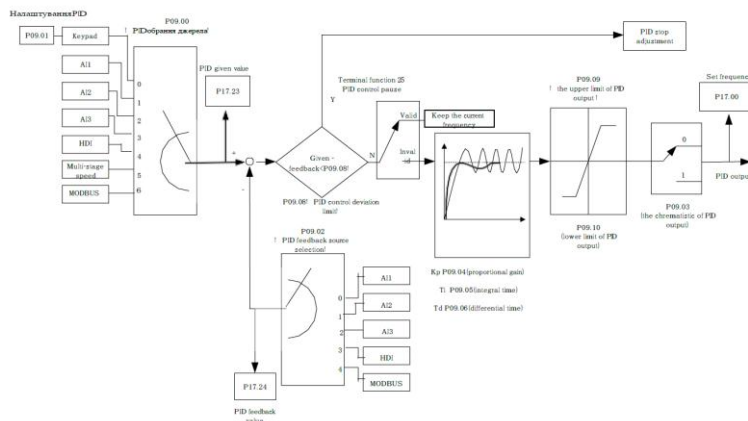 НалаштуванняPID
P09.00
! PIDобрання джерела!
P09.01
Keypad
AI1
AI2
AI3
HDI
Multi-stage
speed
MODBUS
0
1
2
3
4
5
6
PID given value
P17.23
+
-
Y
Given -
feedback<P09.08!
N
P09.08! PID control deviation
limit!
Terminal function 25
PID control pause
Valid
Inval
id
Keep the current
frequency
PID stop
adjustment
Kp P09.04(proportional gain)
Ti P09.05(integral time)
Td P09.06(differential time)
P09.09
! the upper limit of PID
output !
P09.10
(lower limit of PID
output)
0
1
P09.03
(the chrematistic of PID
output)
Set frequency
P17.00
PID output
P09.02
! PID feedback source
selection!
0
1
2
3
4
AI1
AI2
AI3
HDI
MODBUS
P17.24
PID feedback